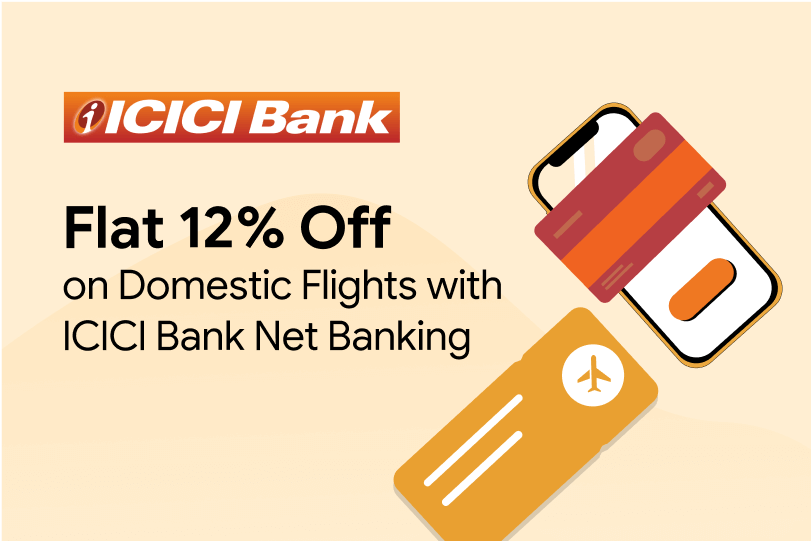 ICICI Bank
Flat 12% Off
on Domestic Flights with
ICICI Bank Net Banking